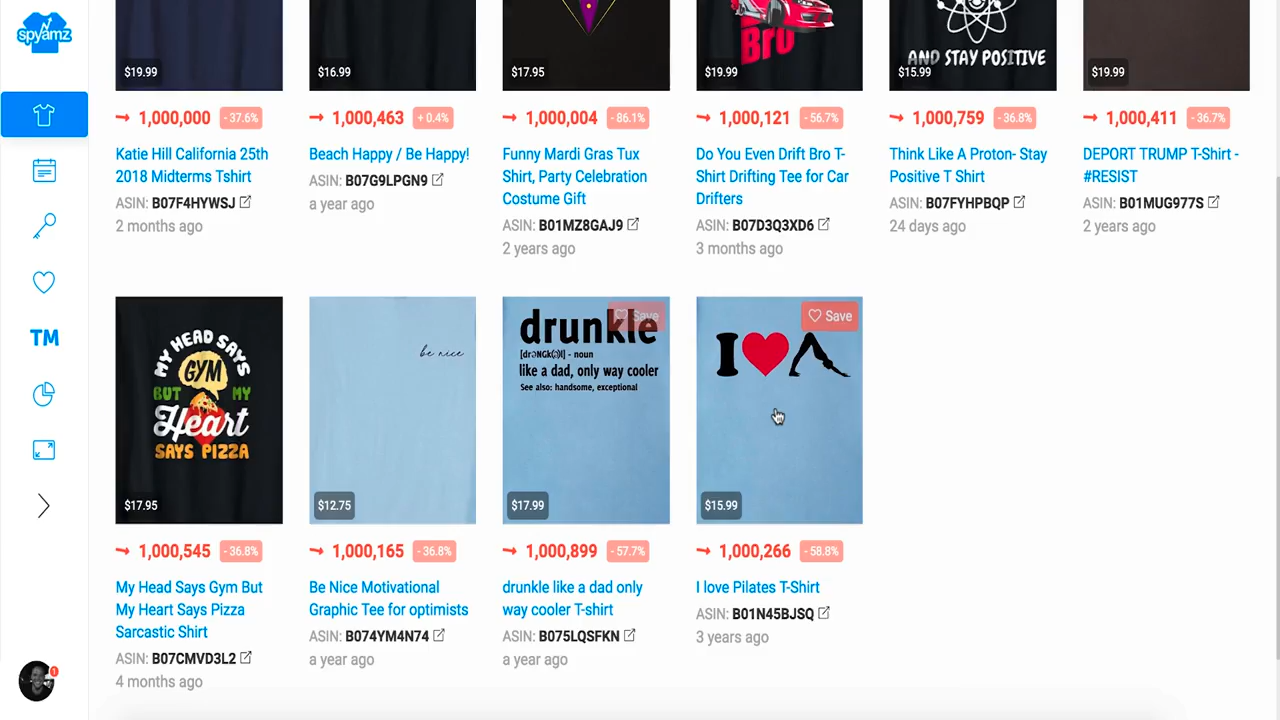 spyamz
TM
1
$19.99
1,000,000
- 37.6%
Katie Hill California 25th
2018 Midterms Tshirt
ASIN: B07F4HYWSJ
2 months ago
$16.99
1,000,463
+ 0.4%
Beach Happy / Be Happy!
ASIN: B07G9LPGN9
a year ago
$17.95
1,000,004
- 86.1%
Funny Mardi Gras Tux
Shirt, Party Celebration
Costume Gift
ASIN: B01MZ8GAJ9
2 years ago
Bro
$19.99
1,000,121
- 56.7%
Do You Even Drift Bro T-
Shirt Drifting Tee for Car
Drifters
ASIN: B07D3Q3XD6
3 months ago
AND STAY POSITIVE
$15.99
1,000,759
- 36.8%
Think Like A Proton- Stay
Positive T Shirt
ASIN: B07FYHPBQP
24 days ago
$19.99
1,000,411
- 36.7%
DEPORT TRUMP T-Shirt -
#RESIST
ASIN: B01MUG977S
2 years ago
MY HEAD SAYS
GYM
BUT MY
Heart
SAYS PIZZA
$17.95
1,000,545
- 36.8%
My Head Says Gym But
My Heart Says Pizza
Sarcastic Shirt
ASIN: B07CMVD3L2
4 months ago
be nice
$12.75
1,000,165
- 36.8%
Be Nice Motivational
Graphic Tee for optimists
ASIN: B074YM4N74
a year ago
Save
drunkle
[drəNGk(ə)l] - noun
like a dad, only way cooler
See also: handsome, exceptional
$17.99
1,000,899
- 57.7%
drunkle like a dad only
way cooler T-shirt
ASIN: B075LQSFKN
a year ago
Save
I
$15.99
1,000,266
- 58.8%
I love Pilates T-Shirt
ASIN: B01N45BJSQ
3 years ago